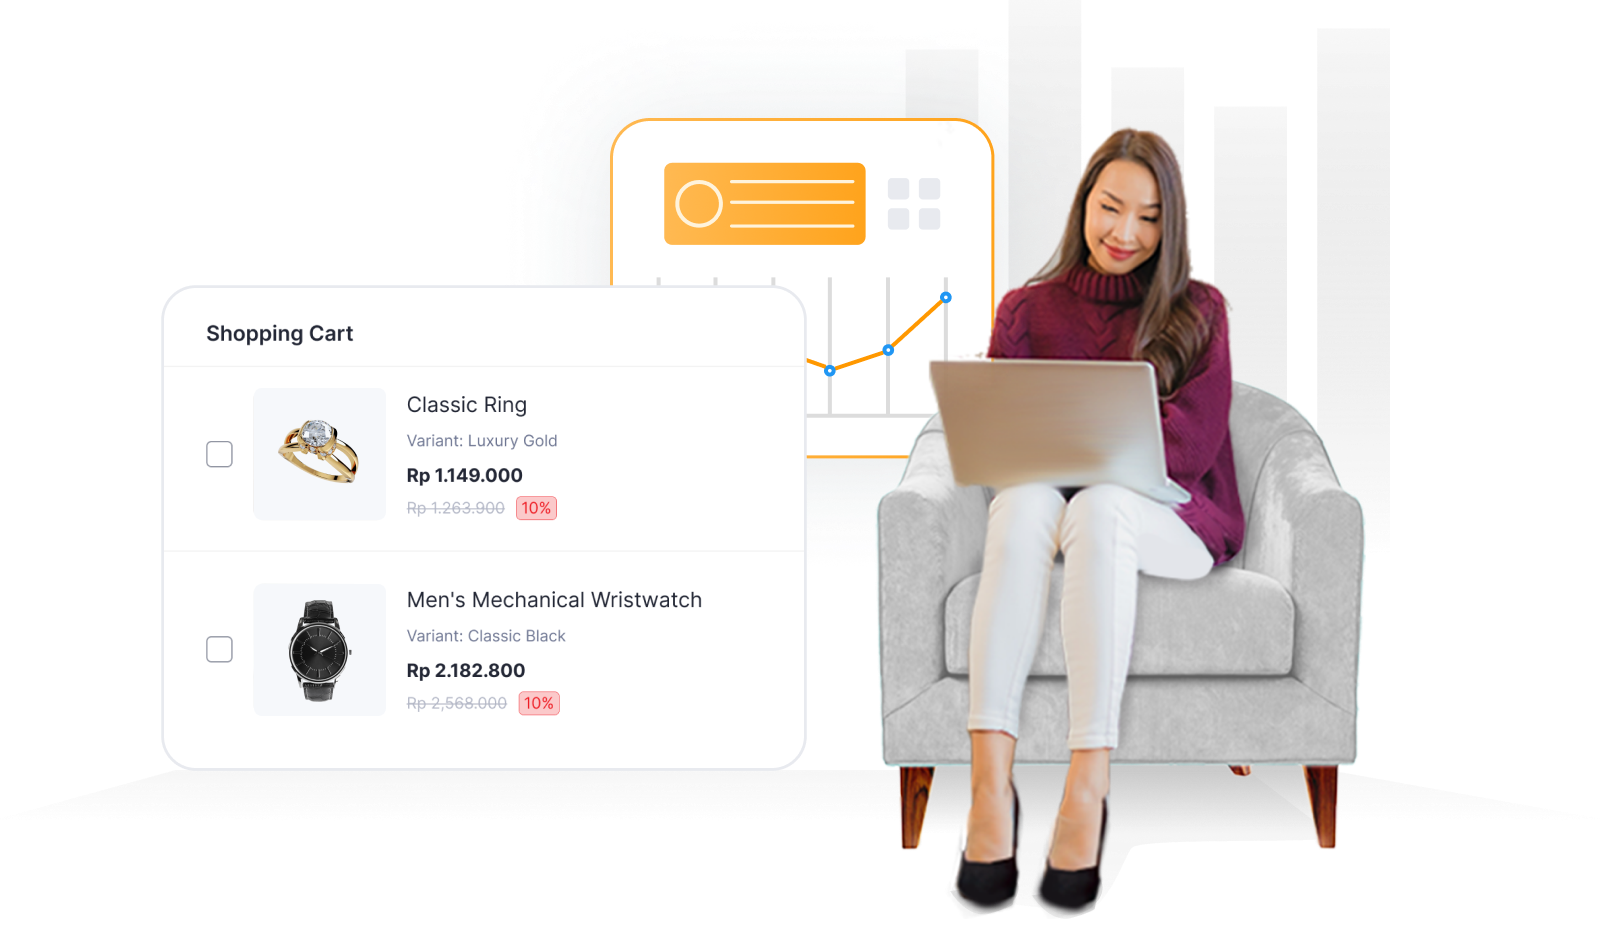 Shopping Cart
Classic Ring
Variant: Luxury Gold
Rp 1.149.000
Rp 1.263.900 10%
Men's Mechanical Wristwatch
Variant: Classic Black
Rp 2.182.800
Rp 2,568.000 10%